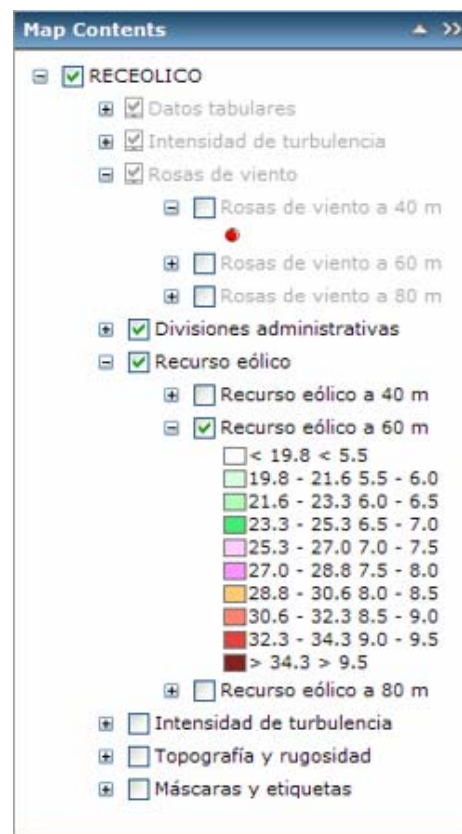 Map Contents
RECEOLICO
Datos tabulares
Intensidad de turbulencia
Rosas de viento
Rosas de viento a 40 m
Rosas de viento a 60 m
Rosas de viento a 80 m
Divisiones administrativas
Recurso eólico
Recurso eólico a 40 m
Recurso eólico a 60 m
< 19.8 < 5.5
19.8 - 21.6 5.5 - 6.0
21.6 - 23.3 6.0 - 6.5
23.3 - 25.3 6.5 - 7.0
25.3 - 27.0 7.0 - 7.5
27.0 - 28.8 7.5 - 8.0
28.8 - 30.6 8.0 - 8.5
30.6 - 32.3 8.5 - 9.0
32.3 - 34.3 9.0 - 9.5
> 34.3 > 9.5
Recurso eólico a 80 m
Intensidad de turbulencia
Topografía y rugosidad
Máscaras y etiquetas